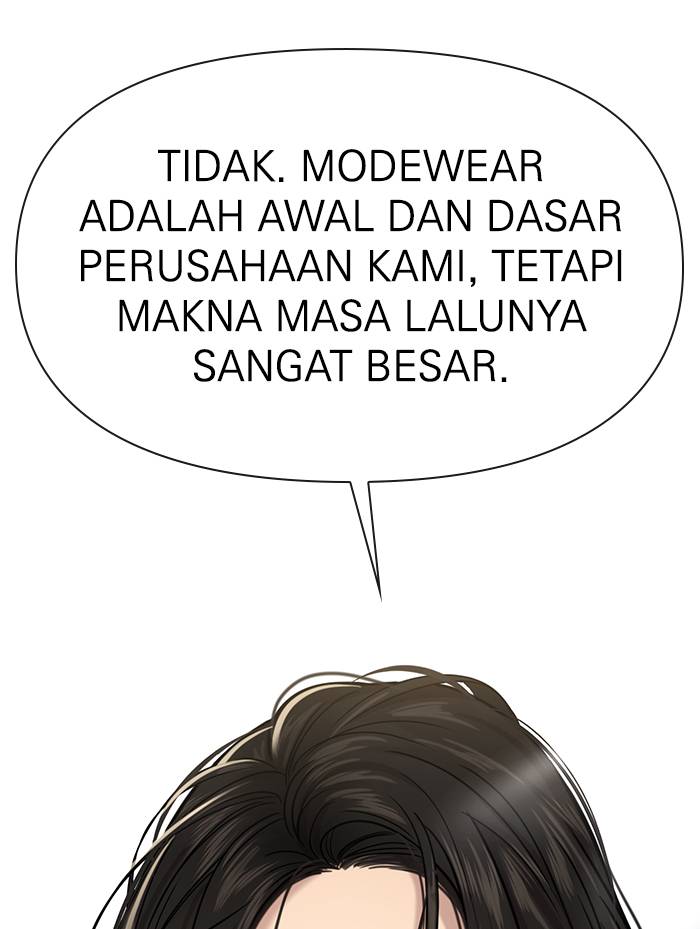 TIDAK. MODEWEAR
ADALAH AWAL DAN DASAR
PERUSAHAAN KAMI, TETAPI
MAKNA MASA LALUNYA
SANGAT BESAR.